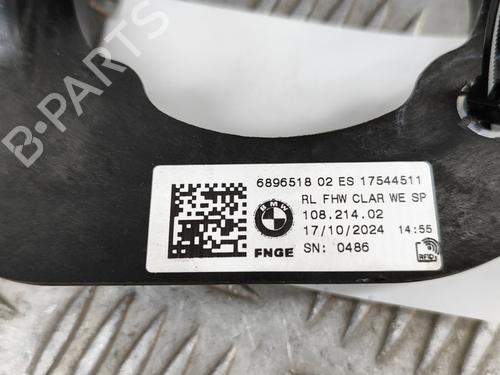 B-PARTS
6896518 02 ES 17544511
RL FHW CLAR WE SP
108.214.02
17/10/2024 14:55
SN: 0486
BMW
FNGE
RFID